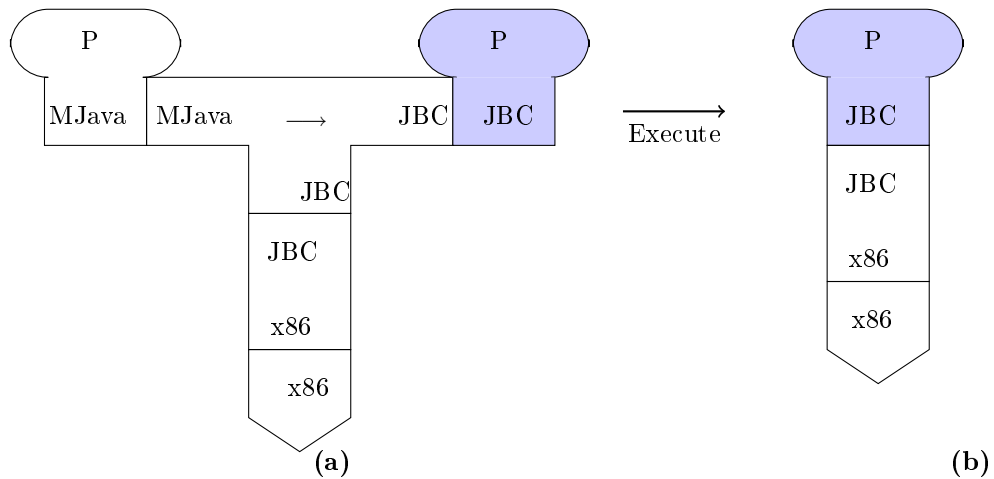 P P P
MJava MJava → JBC JBC JBC
Execute
JBC JBC
JBC
x86 x86
x86 x86
(a) (b)